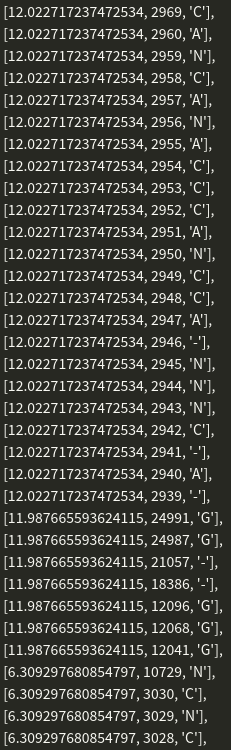 [12.022717237472534, 2969, 'C'],
[12.022717237472534, 2960, 'A'],
[12.022717237472534, 2959, 'N'],
[12.022717237472534, 2958, 'C'],
[12.022717237472534, 2957, 'A'],
[12.022717237472534, 2956, 'N'],
[12.022717237472534, 2955, 'A'],
[12.022717237472534, 2954, 'C'],
[12.022717237472534, 2953, 'C'],
[12.022717237472534, 2952, 'C'],
[12.022717237472534, 2951, 'A'],
[12.022717237472534, 2950, 'N'],
[12.022717237472534, 2949, 'C'],
[12.022717237472534, 2948, 'C'],
[12.022717237472534, 2947, 'A'],
[12.022717237472534, 2946, '-'],
[12.022717237472534, 2945, 'N'],
[12.022717237472534, 2944, 'N'],
[12.022717237472534, 2943, 'N'],
[12.022717237472534, 2942, 'C'],
[12.022717237472534, 2941, '-'],
[12.022717237472534, 2940, 'A'],
[12.022717237472534, 2939, '-'],
[11.987665593624115, 24991, 'G'],
[11.987665593624115, 24987, 'G'],
[11.987665593624115, 21057, '-'],
[11.987665593624115, 18386, '-'],
[11.987665593624115, 12096, 'G'],
[11.987665593624115, 12068, 'G'],
[11.987665593624115, 12041, 'G'],
[6.309297680854797, 10729, 'N'],
[6.309297680854797, 3030, 'C'],
[6.309297680854797, 3029, 'N'],
[6.309297680854797, 3028, 'C'],